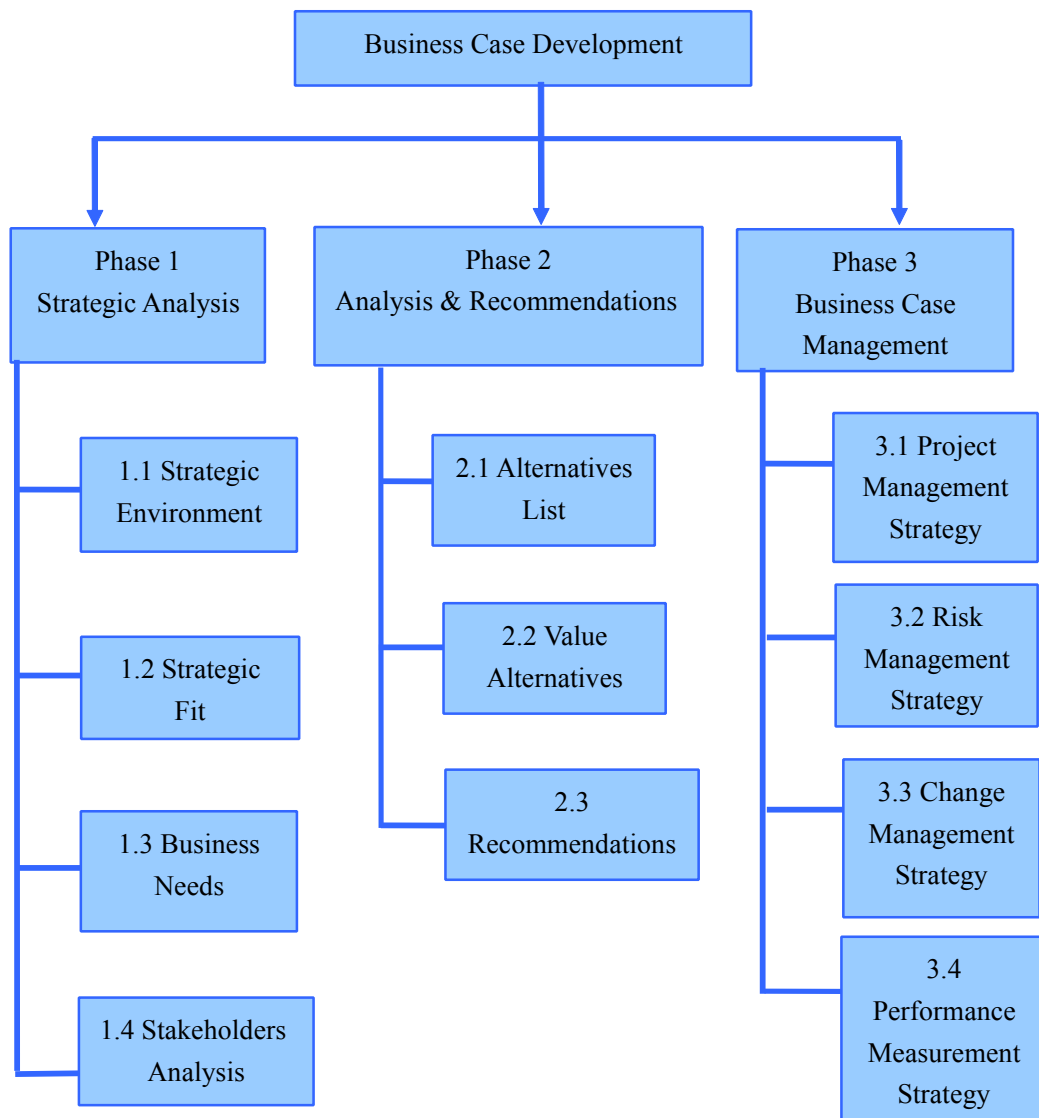 Business Case Development
Phase 1
Strategic Analysis
1.1 Strategic
Environment
1.2 Strategic
Fit
1.3 Business
Needs
1.4 Stakeholders
Analysis
Phase 2
Analysis & Recommendations
2.1 Alternatives
List
2.2 Value
Alternatives
2.3
Recommendations
Phase 3
Business Case
Management
3.1 Project
Management
Strategy
3.2 Risk
Management
Strategy
3.3 Change
Management
Strategy
3.4
Performance
Measurement
Strategy